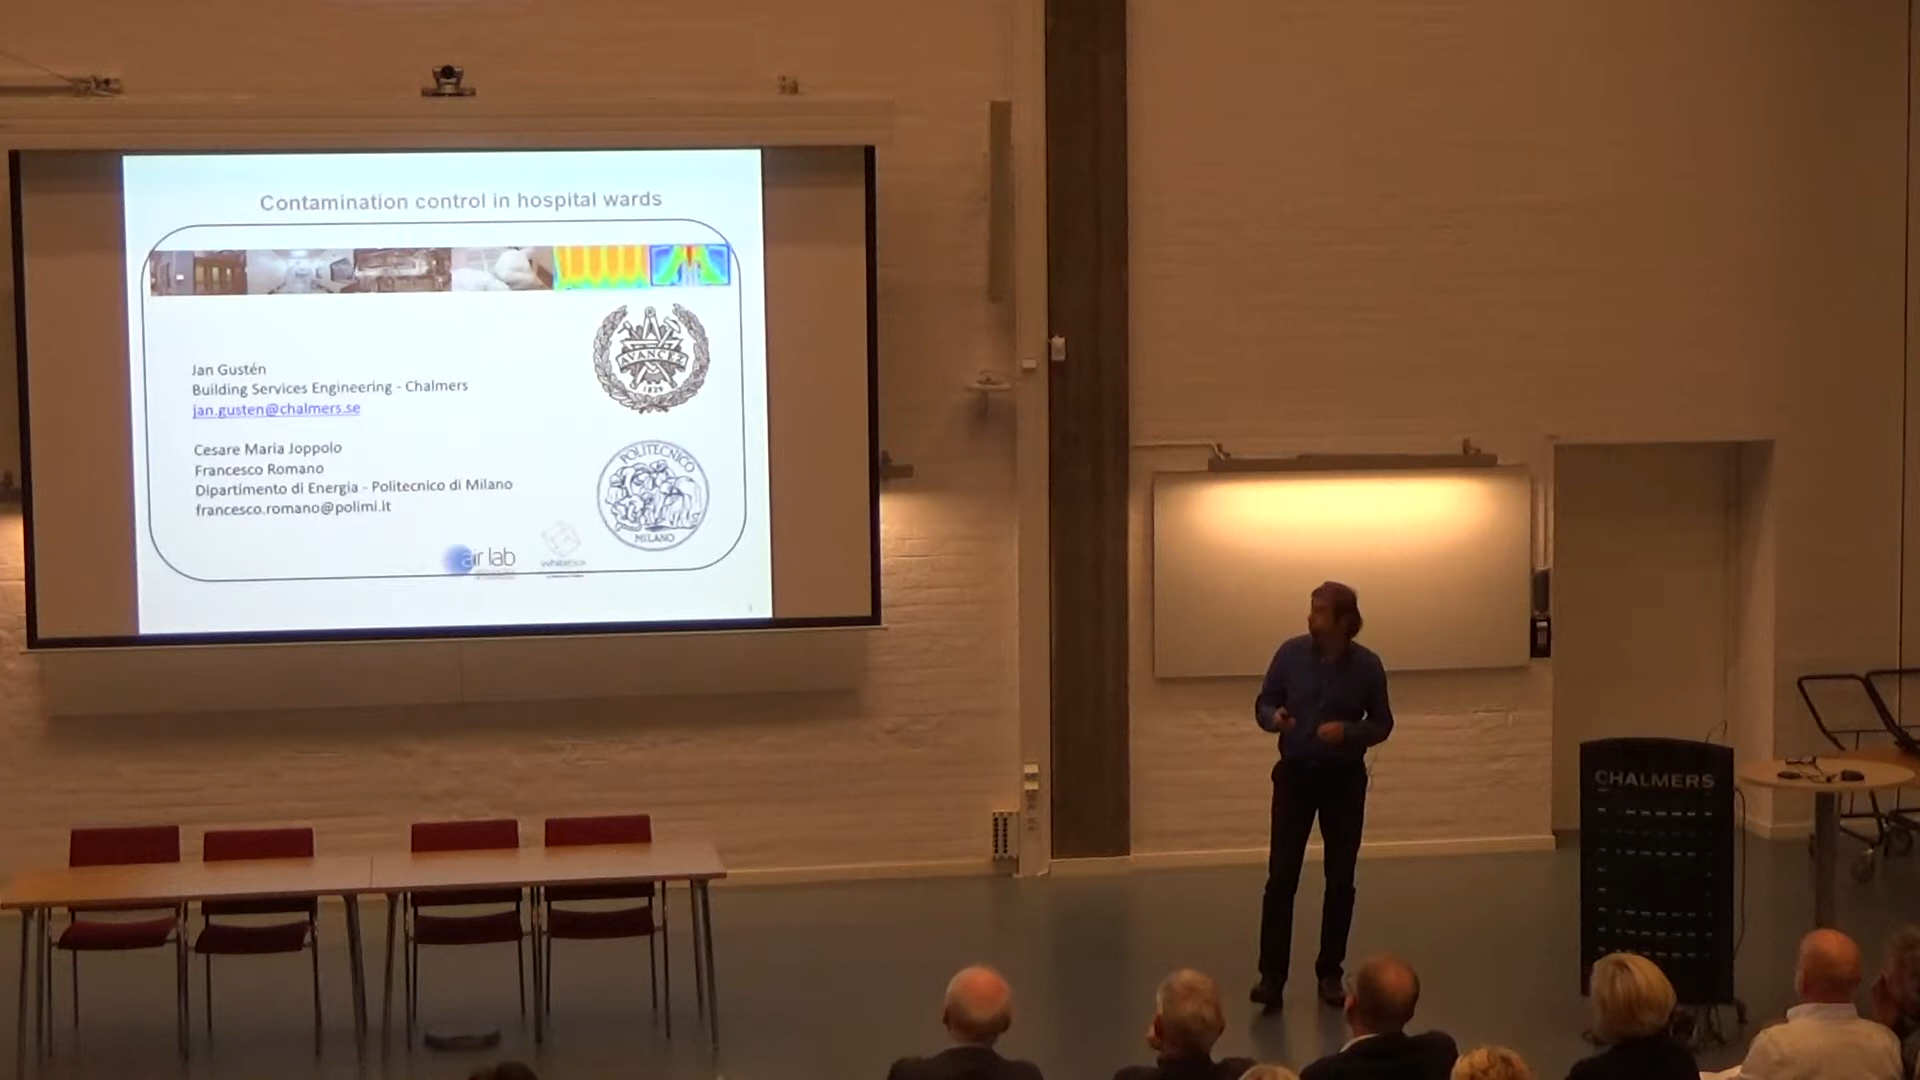 Contamination control in hospital wards
AVANCEZ
1829
Jan Gustén
Building Services Engineering - Chalmers
jan.gusten@chalmers.se
Cesare Maria Joppolo
Francesco Romano
Dipartimento di Energia - Politecnico di Milano
francesco.romano@polimi.it
POLITECNICO
MILANO
air lab
CHALMERS